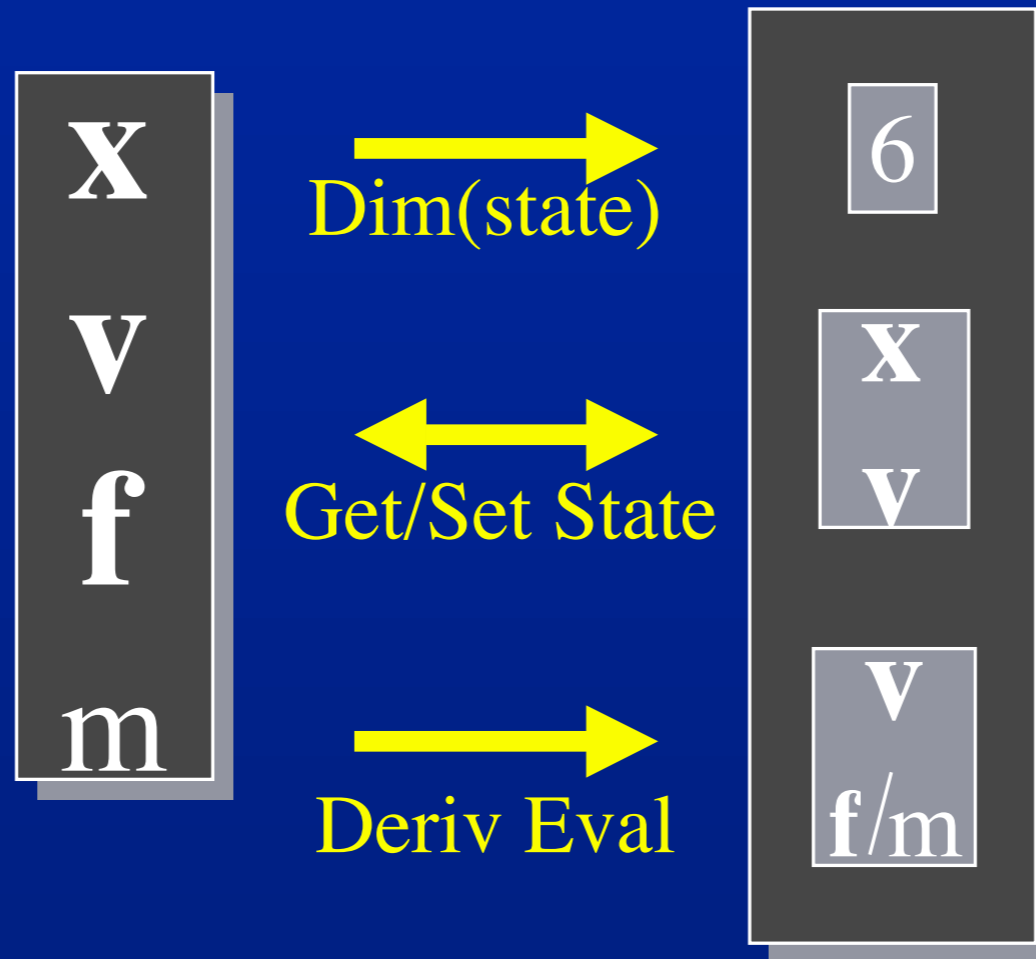 x
v
f
m
Dim(state)
Get/Set State
Deriv Eval
6
x
v
v
f/m